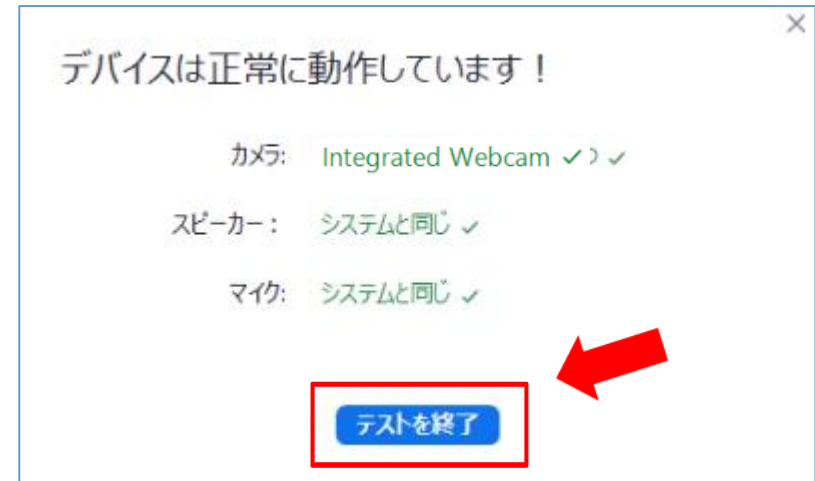 デバイスは正常に動作しています！
カメラ: Integrated Webcam ✓ ✓
スピーカー： システムと同じ ✓
マイク: システムと同じ ✓
テストを終了